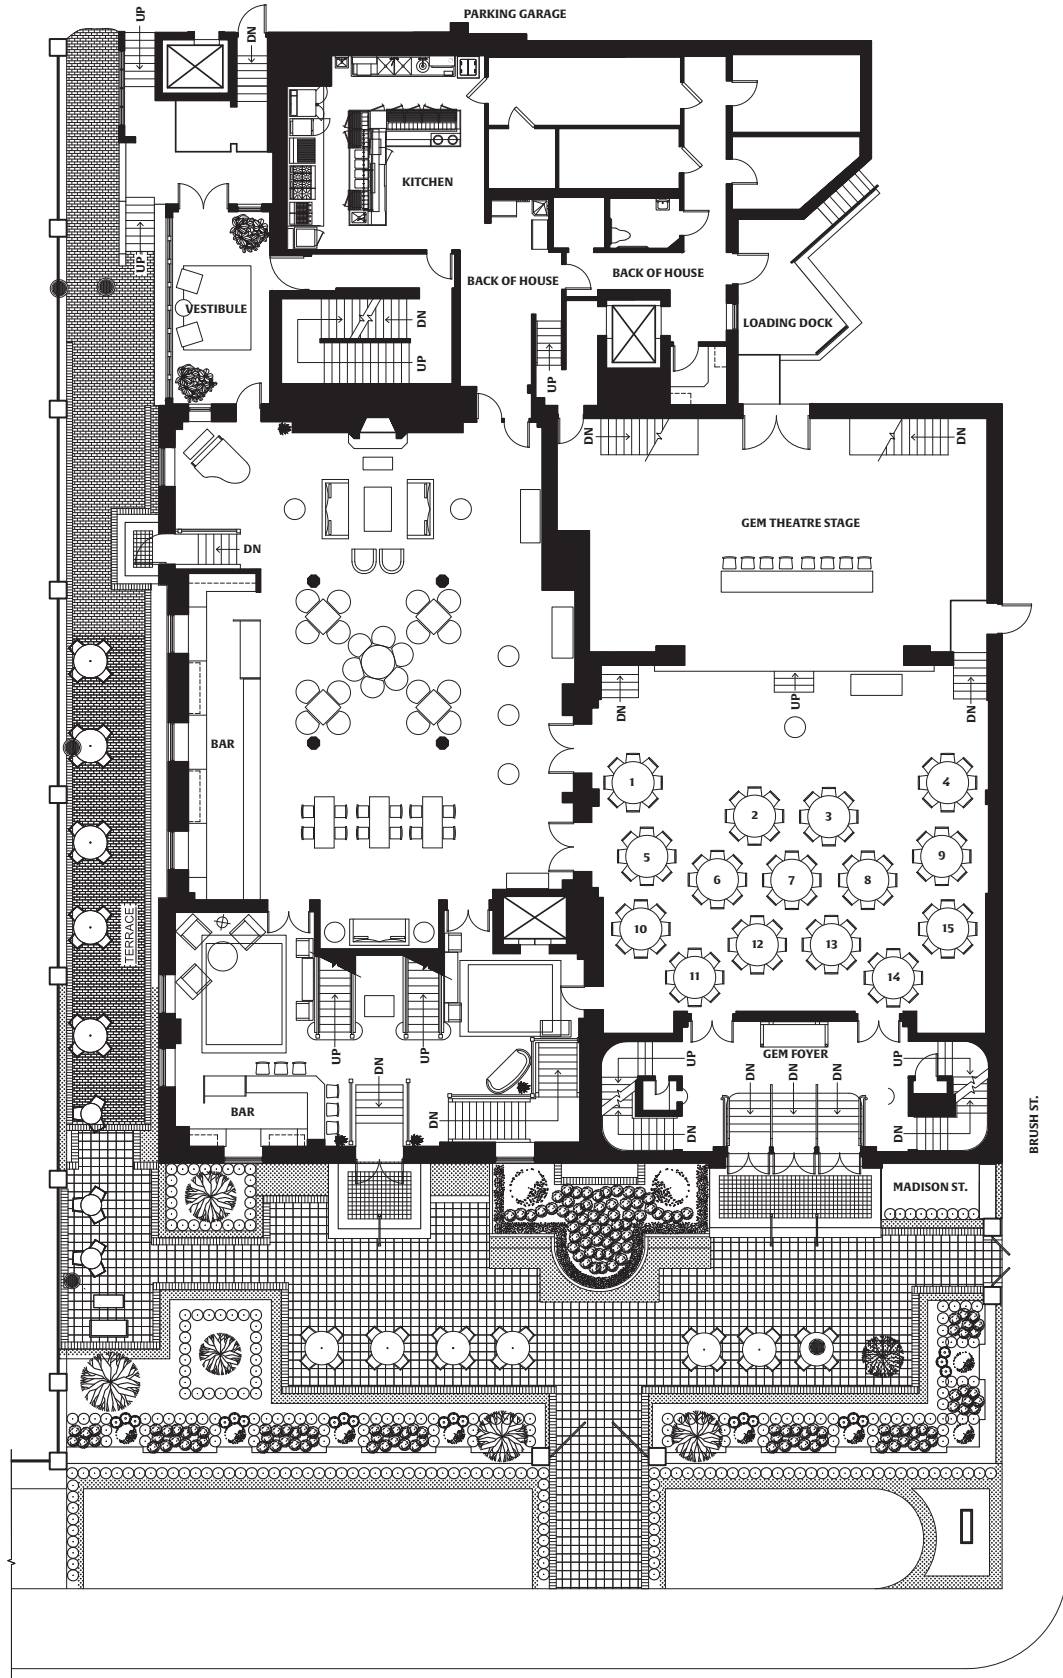 PARKING GARAGE
UP
DN
KITCHEN
UP
VESTIBULE
BACK OF HOUSE
BACK OF HOUSE
LOADING DOCK
DN
UP
UP
DN
DN
GEM THEATRE STAGE
DN
DN
UP
DN
BAR
1
4
2
3
5
9
6
7
8
TERRACE
10
12
13
15
11
14
UP
UP
DN
UP
GEM FOYER
UP
DN
DN
DN
BAR
DN
DN
DN
BRUSH ST.
MADISON ST.